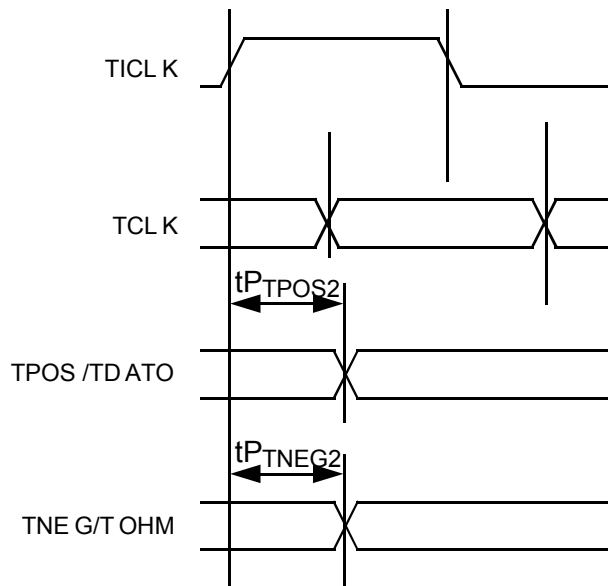 TICL K
TCL K
tPTPOS2
TPOS /TD ATO
tPTNEG2
TNE G/T OHM